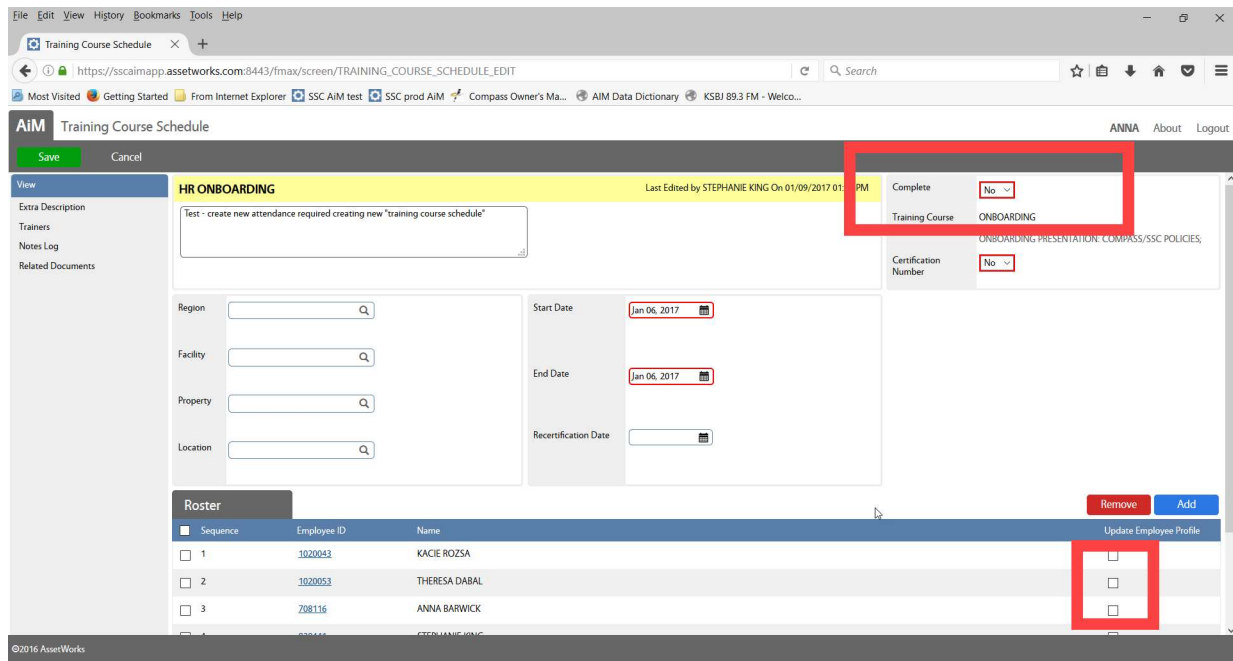 File Edit View History Bookmarks Tools Help
Training Course Schedule
https://sscaimapp.assetworks.com:8443/fmax/screen/TRAINING_COURSE_SCHEDULE_EDIT
Search
Most Visited Getting Started From Internet Explorer SSC AiM test SSC prod AiM Compass Owner's Ma... AIM Data Dictionary KSBJ 89.3 FM - Welco...
AiM Training Course Schedule
ANNA About Logout
Save Cancel
View
Extra Description
Trainers
Notes Log
Related Documents
HR ONBOARDING
Last Edited by STEPHANIE KING On 01/09/2017 01: PM
Test - create new attendance required creating new "training course schedule"
Complete No
Training Course ONBOARDING
ONBOARDING PRESENTATION: COMPASS/SSC POLICIES;
Certification Number No
Region
Facility
Property
Location
Start Date Jan 06, 2017
End Date Jan 06, 2017
Recertification Date
Roster
Remove Add
Sequence Employee ID Name Update Employee Profile
1 1020043 KACIE ROZSA
2 1020053 THERESA DABAL
3 708116 ANNA BARWICK
STEPHANIE KING
©2016 AssetWorks